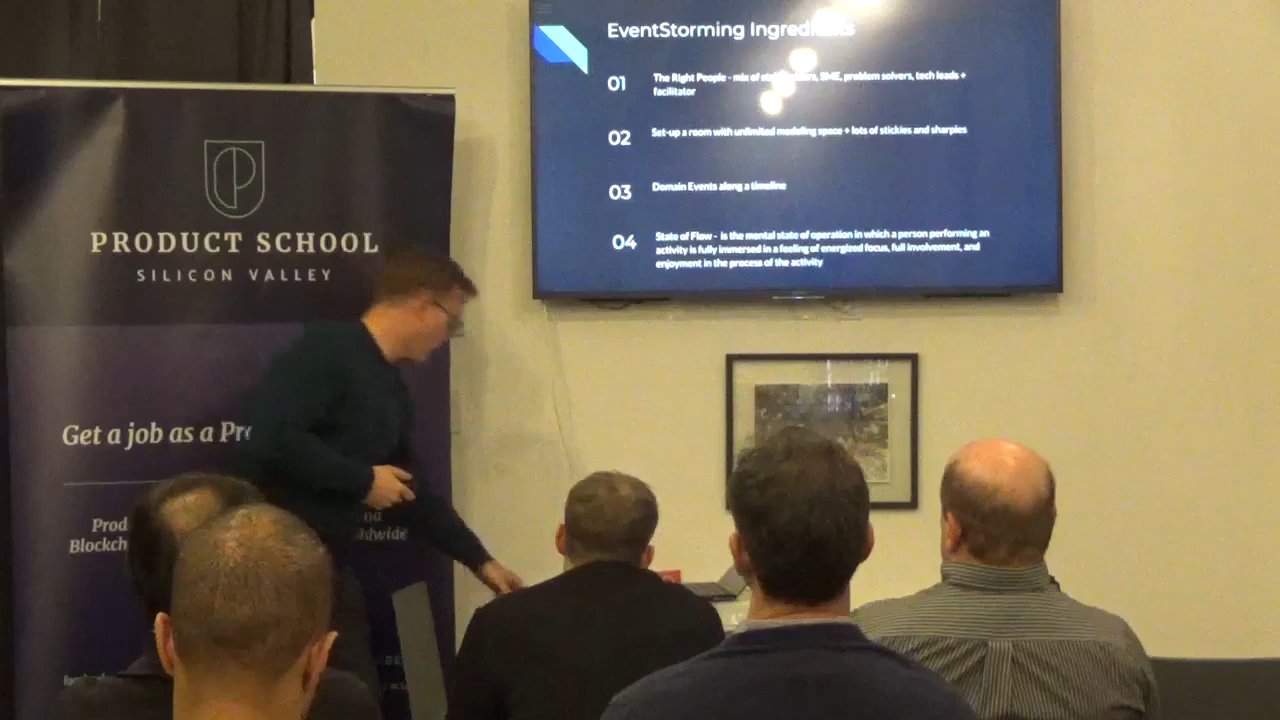 EventStorming Ingredients
01 The Right People - mix of stakeholders, SME, problem solvers, tech leads +
facilitator
02 Set-up a room with unlimited modeling space + lots of stickies and sharpies
03 Domain Events along a timeline
04 State of Flow - is the mental state of operation in which a person performing an
activity is fully immersed in a feeling of energized focus, full involvement, and
enjoyment in the process of the activity
PRODUCT SCHOOL
SILICON VALLEY
Get a job as a Pr
Prod
Blockch